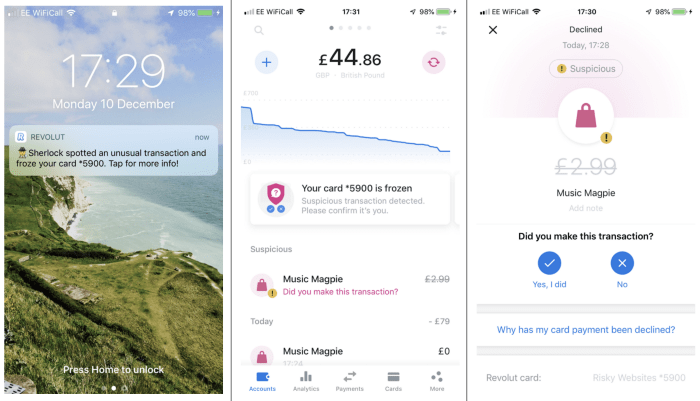 EE WiFiCall
98%
17:29
Monday 10 December
REVOLUT
now
Sherlock spotted an unusual transaction and
froze your card *5900. Tap for more info!
Press Home to unlock
EE WiFiCall
17:31
98%
£44.86
GBP · British Pound
£0
Your card *5900 is frozen
Suspicious transaction detected.
Please confirm it's you.
Suspicious
Music Magpie
£2.99
Did you make this transaction?
Today
- £79
Music Magpie
£0
17:24
Accounts
Analytics
Payments
Cards
More
EE WiFiCall
17:30
98%
Declined
Today, 17:28
Suspicious
£2.99
Music Magpie
Add note
Did you make this transaction?
Yes, I did
No
Why has my card payment been declined?
Revolut card:
Risky Websites *5900